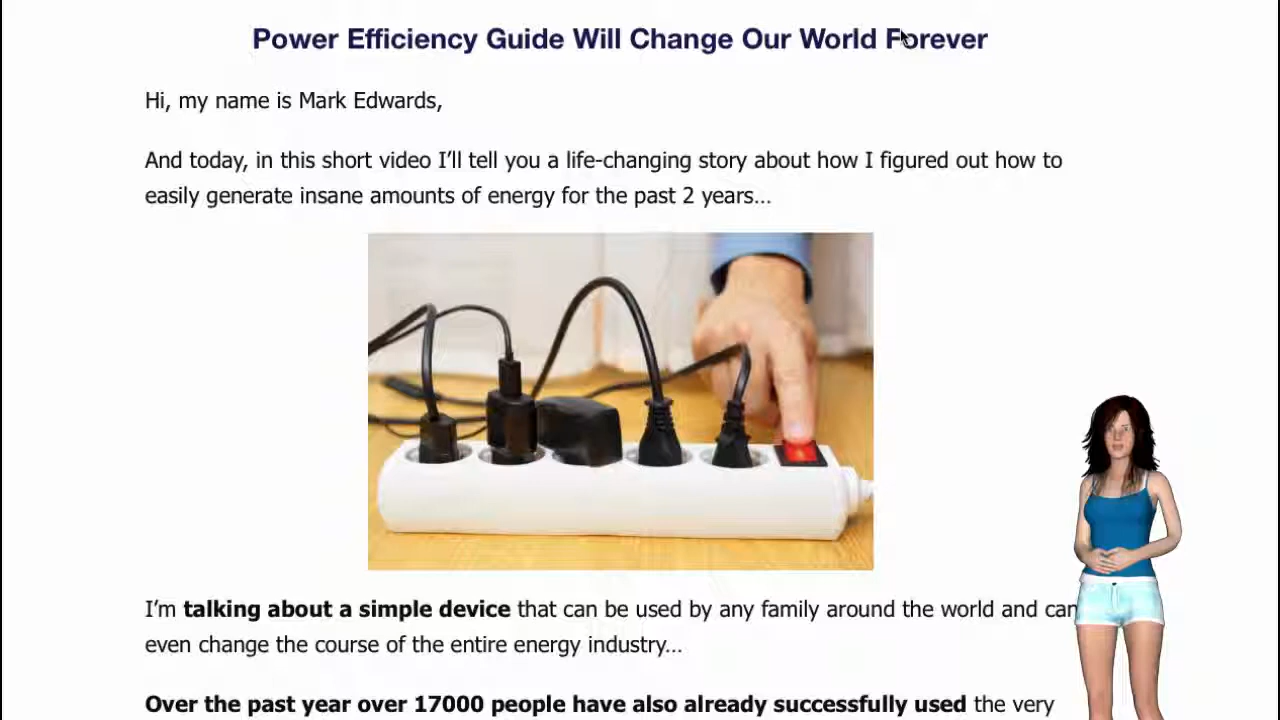 Power Efficiency Guide Will Change Our World Forever
Hi, my name is Mark Edwards,
And today, in this short video I’ll tell you a life-changing story about how I figured out how to
easily generate insane amounts of energy for the past 2 years…
I’m talking about a simple device that can be used by any family around the world and can
even change the course of the entire energy industry…
Over the past year over 17000 people have also already successfully used the very